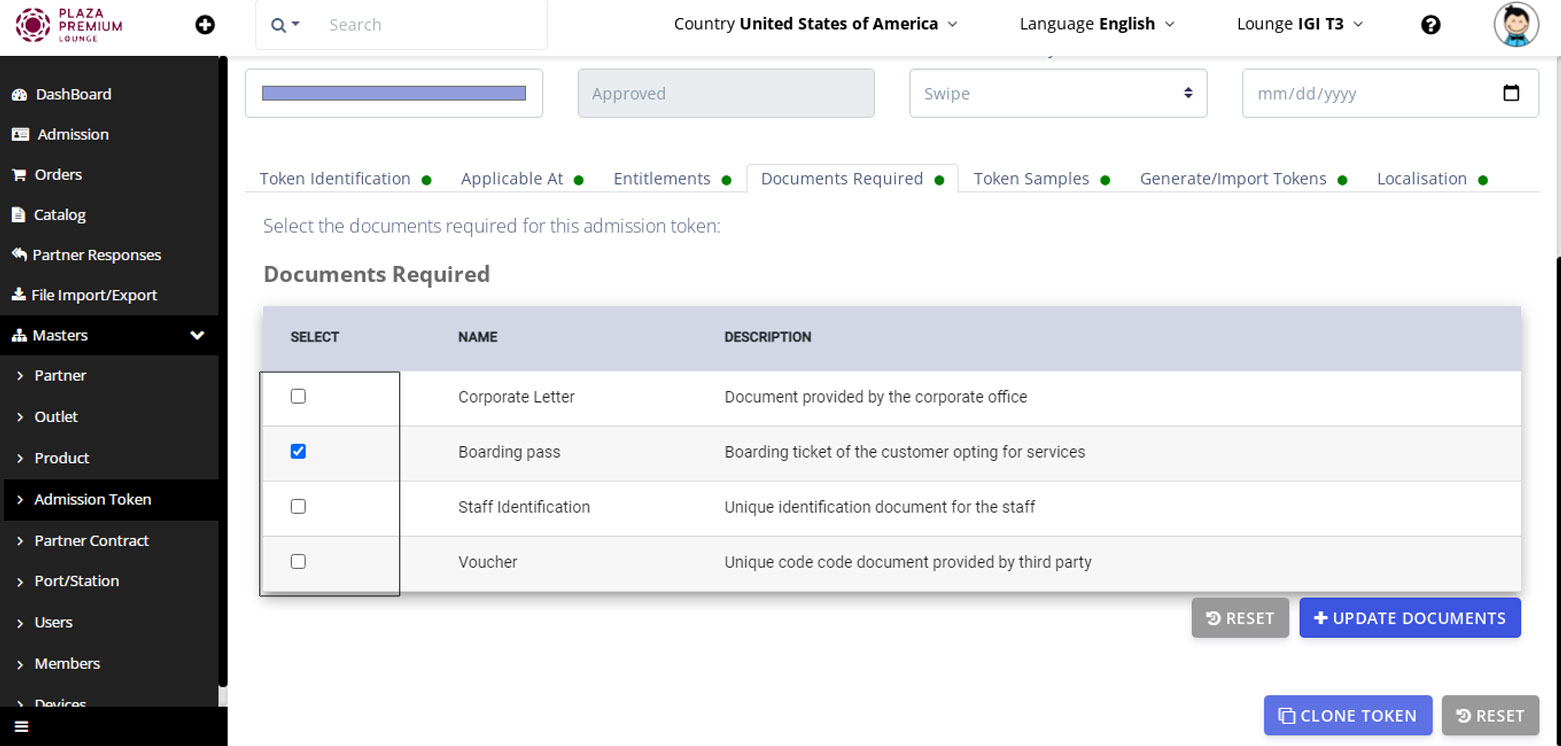 PLAZA
PREMIUM
LOUNGE
Search
Country United States of America
Language English
Lounge IGI T3
DashBoard
Admission
Orders
Catalog
Partner Responses
File Import/Export
Masters
Partner
Outlet
Product
Admission Token
Partner Contract
Port/Station
Users
Members
Devices
Approved
Swipe
mm/dd/yyyy
Token Identification
Applicable At
Entitlements
Documents Required
Token Samples
Generate/Import Tokens
Localisation
Select the documents required for this admission token:
Documents Required
SELECT NAME DESCRIPTION
Corporate Letter Document provided by the corporate office
Boarding pass Boarding ticket of the customer opting for services
Staff Identification Unique identification document for the staff
Voucher Unique code code document provided by third party
RESET
UPDATE DOCUMENTS
CLONE TOKEN
RESET